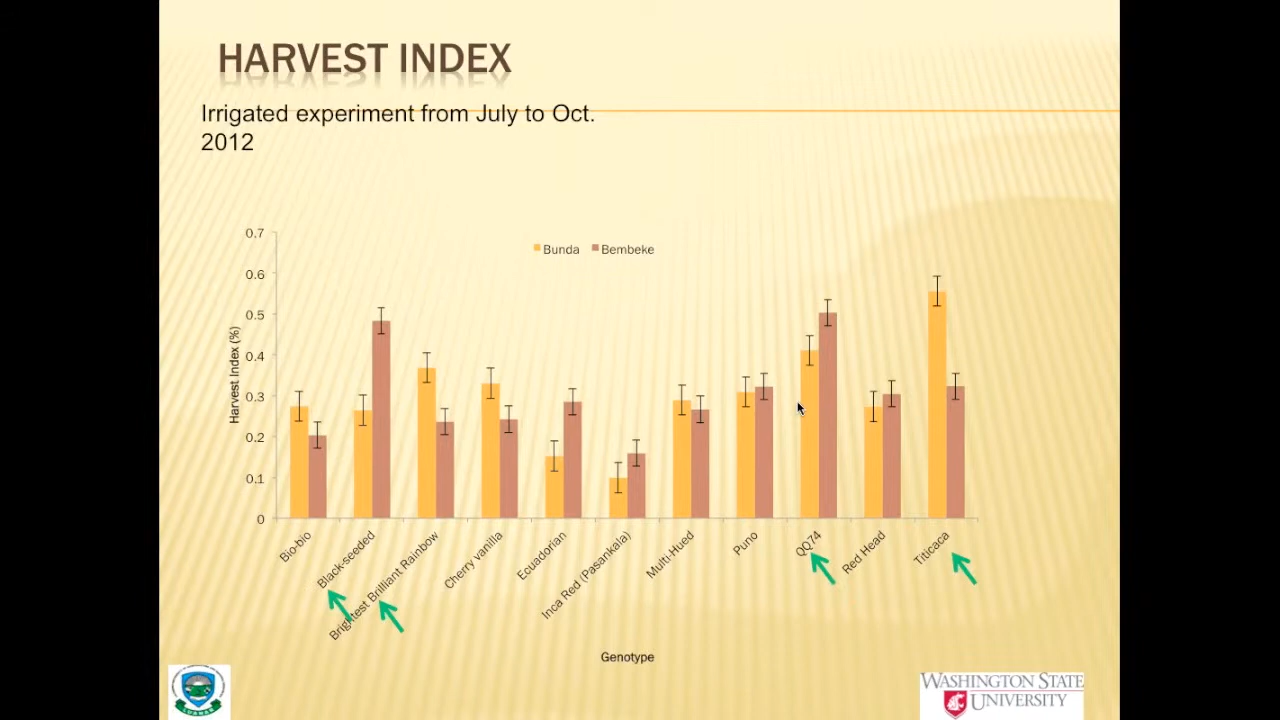 HARVEST INDEX
Irrigated experiment from July to Oct.
2012
Bunda Bembeke
Harvest Index (%)
0.7
0.6
0.5
0.4
0.3
0.2
0.1
0
Bio-bio
Black-seeded
Brightest Brilliant Rainbow
Cherry vanilla
Ecuadorian
Inca Red (Pasankala)
Multi-Hued
Puno
QQ74
Red Head
Titicaca
Genotype
LUANAR
WASHINGTON STATE
UNIVERSITY